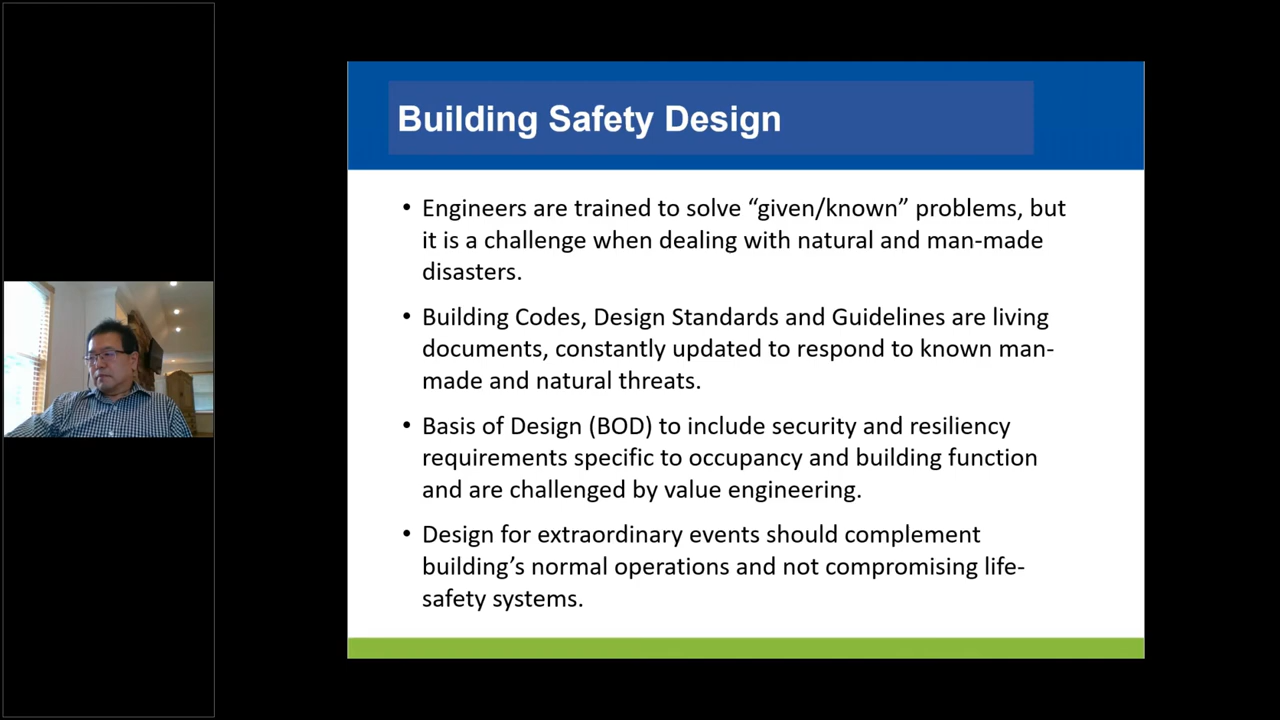 Building Safety Design
• Engineers are trained to solve “given/known” problems, but
it is a challenge when dealing with natural and man-made
disasters.
• Building Codes, Design Standards and Guidelines are living
documents, constantly updated to respond to known man-
made and natural threats.
• Basis of Design (BOD) to include security and resiliency
requirements specific to occupancy and building function
and are challenged by value engineering.
• Design for extraordinary events should complement
building’s normal operations and not compromising life-
safety systems.